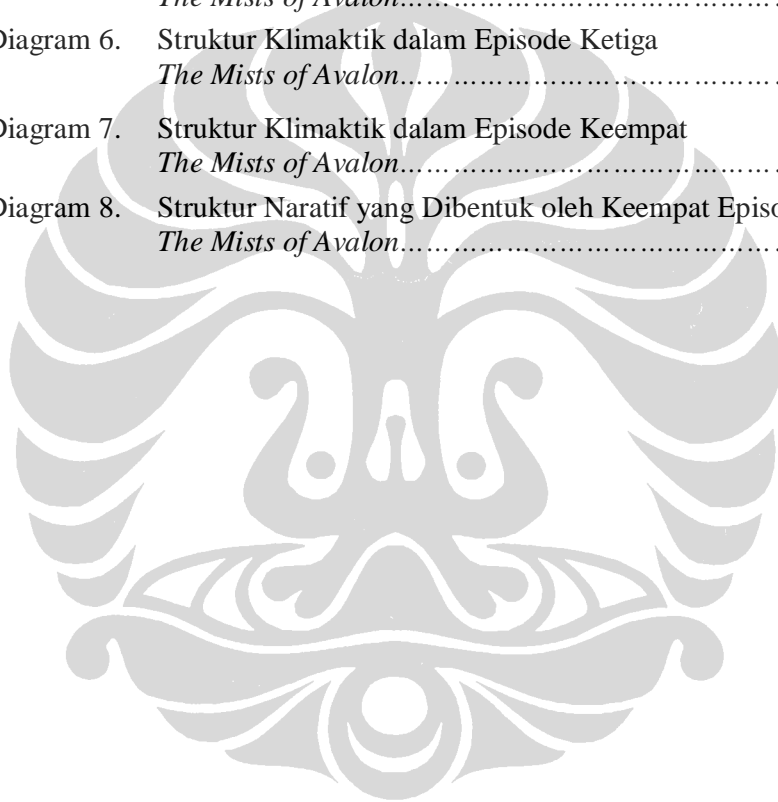 The Mists of Avalon……………………………………
Diagram 6. Struktur Klimaktik dalam Episode Ketiga
The Mists of Avalon……………………………………
Diagram 7. Struktur Klimaktik dalam Episode Keempat
The Mists of Avalon……………………………………
Diagram 8. Struktur Naratif yang Dibentuk oleh Keempat
The Mists of Avalon……………………………………